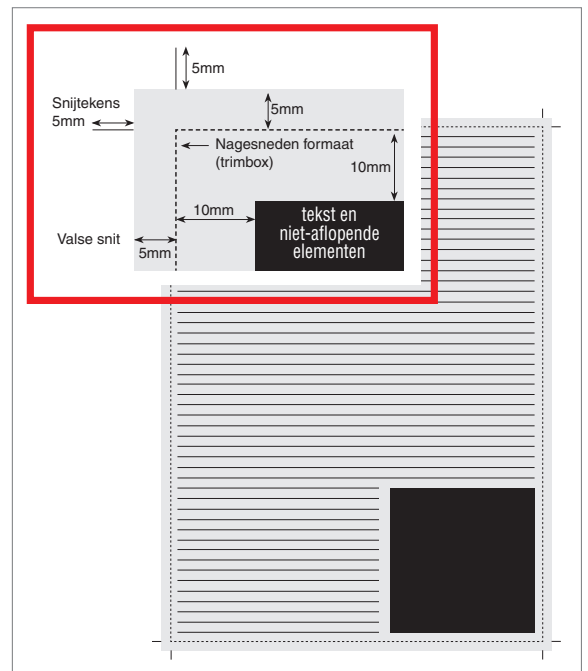 5mm
Snijtekens
5mm
5mm
Nagesneden formaat
(trimbox)
10mm
10mm
tekst en
niet-aflopende
elementen
Valse snit
5mm